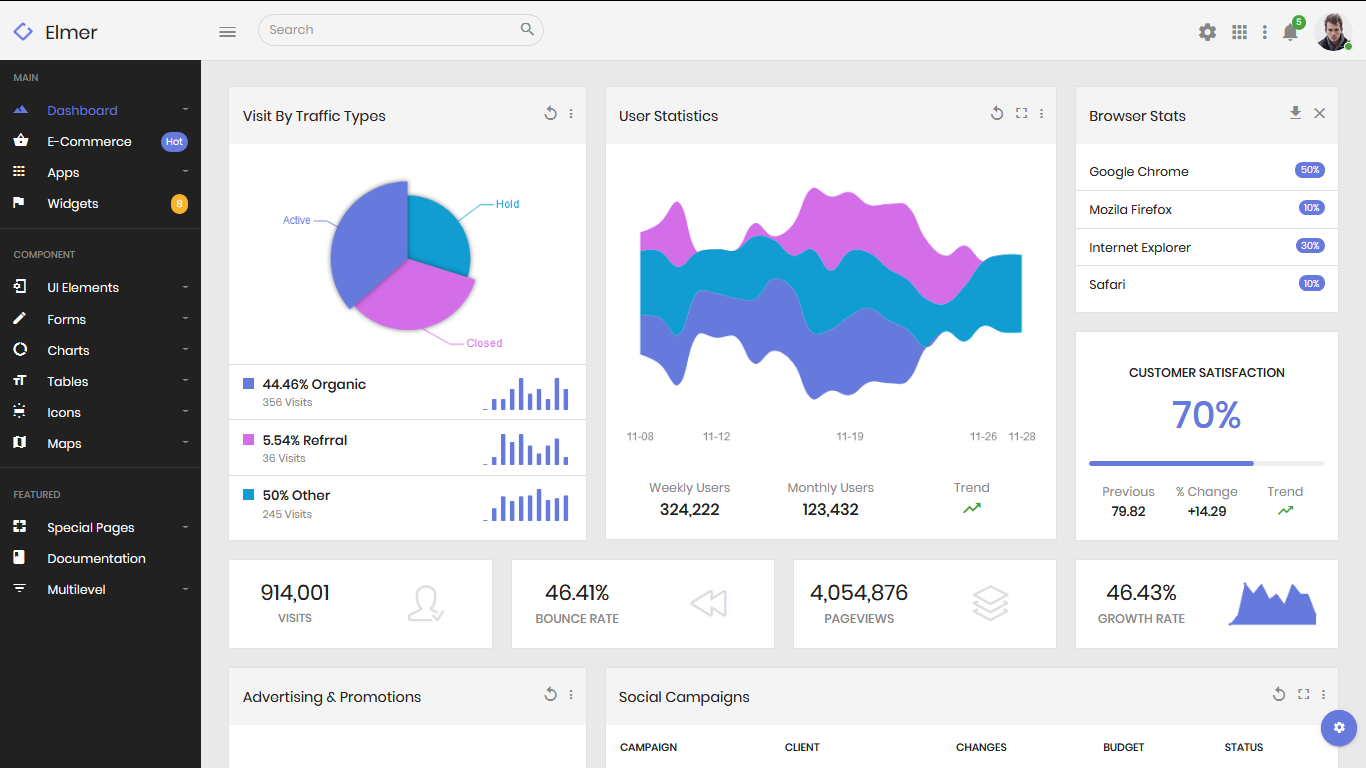 Elmer
Search
5
MAIN
Dashboard
E-Commerce Hot
Apps
Widgets 8
COMPONENT
UI Elements
Forms
Charts
Tables
Icons
Maps
FEATURED
Special Pages
Documentation
Multilevel
Visit By Traffic Types
Active
Hold
Closed
44.46% Organic
356 Visits
5.54% Refrral
36 Visits
50% Other
245 Visits
User Statistics
11-08 11-12 11-19 11-26 11-28
Weekly Users Monthly Users Trend
324,222 123,432
Browser Stats
Google Chrome 50%
Mozila Firefox 10%
Internet Explorer 30%
Safari 10%
CUSTOMER SATISFACTION
70%
Previous % Change Trend
79.82 +14.29
914,001
VISITS
46.41%
BOUNCE RATE
4,054,876
PAGEVIEWS
46.43%
GROWTH RATE
Advertising & Promotions
Social Campaigns
CAMPAIGN CLIENT CHANGES BUDGET STATUS